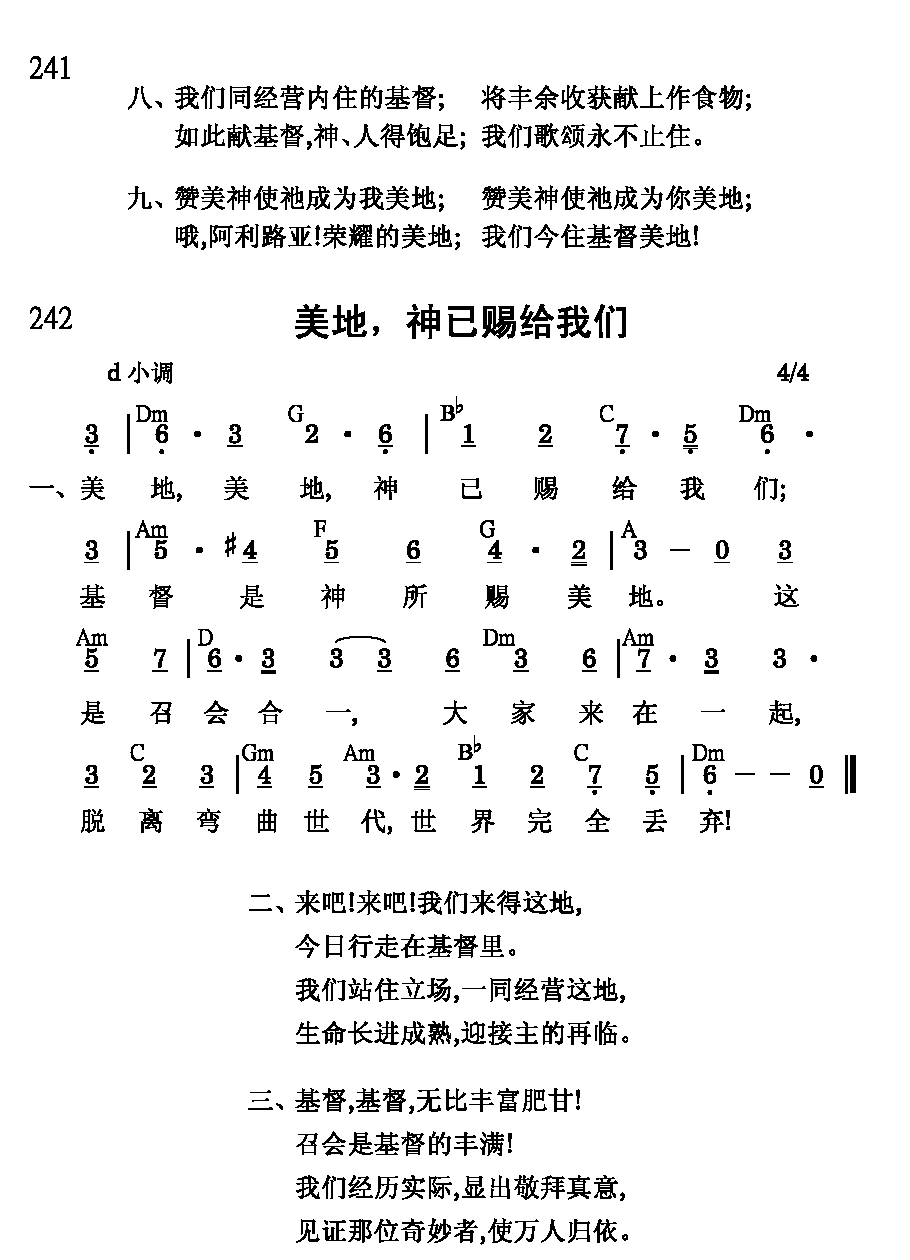 241
八、我们同经营内住的基督; 将丰余收获献上作食物;
如此献基督,神、人得饱足; 我们歌颂永不止住。
九、赞美神使祂成为我美地; 赞美神使祂成为你美地;
哦,阿利路亚!荣耀的美地; 我们今住基督美地!
242
美地，神已赐给我们
d 小调 4/4
Dm G B♭ C Dm
3 | 6 · 3 2 · 6 | 1 2 7 · 5 6 ·
一、美 地, 美 地, 神 已 赐 给 我 们;
Am F G A
3 | 5 · ♯4 5 6 4 · 2 | 3 – 0 3
基 督 是 神 所 赐 美 地。 这
Am D Dm Am
5 7 | 6 · 3 3 3 6 3 6 | 7 · 3 3 ·
是 召 会 合 一, 大 家 来 在 一 起,
C Gm Am B♭ C Dm
3 2 3 | 4 5 3 · 2 1 2 7 5 | 6 – – 0 ‖
脱 离 弯 曲 世 代, 世 界 完 全 丢 弃!
二、来吧!来吧!我们来得这地,
今日行走在基督里。
我们站住立场,一同经营这地,
生命长进成熟,迎接主的再临。
三、基督,基督,无比丰富肥甘!
召会是基督的丰满!
我们经历实际,显出敬拜真意,
见证那位奇妙者,使万人归依。